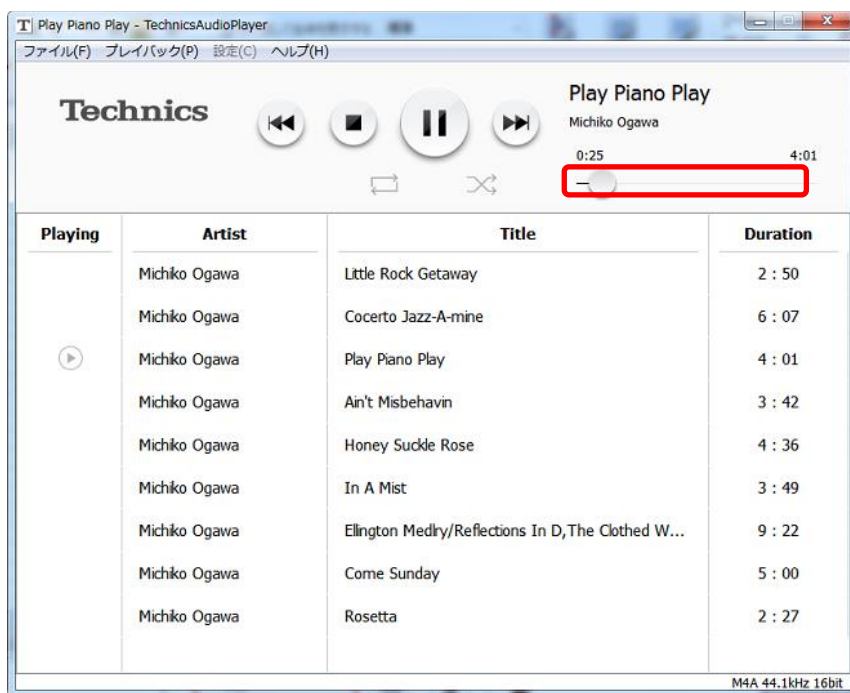 Play Piano Play - TechnicsAudioPlayer
ファイル(F) プレイバック(P) 設定(C) ヘルプ(H)
Technics
Play Piano Play
Michiko Ogawa
0:25 4:01
Playing Artist Title Duration
Michiko Ogawa Little Rock Getaway 2 : 50
Michiko Ogawa Cocerto Jazz-A-mine 6 : 07
Michiko Ogawa Play Piano Play 4 : 01
Michiko Ogawa Ain't Misbehavin 3 : 42
Michiko Ogawa Honey Suckle Rose 4 : 36
Michiko Ogawa In A Mist 3 : 49
Michiko Ogawa Ellington Medlry/Reflections In D,The Clothed W... 9 : 22
Michiko Ogawa Come Sunday 5 : 00
Michiko Ogawa Rosetta 2 : 27
M4A 44.1kHz 16bit